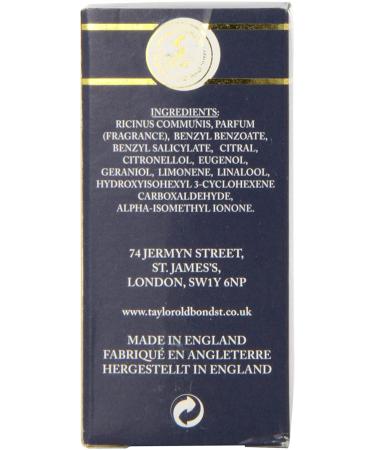 INGREDIENTS:
RICINUS COMMUNIS, PARFUM
(FRAGRANCE), BENZYL BENZOATE,
BENZYL SALICYLATE, CITRAL,
CITRONELLOL, EUGENOL,
GERANIOL, LIMONENE, LINALOOL,
HYDROXYISOHEXYL 3-CYCLOHEXENE
CARBOXALDEHYDE,
ALPHA-ISOMETHYL IONONE.
74 JERMYN STREET,
ST. JAMES'S,
LONDON, SW1Y 6NP
www.tayloroldbondst.co.uk
MADE IN ENGLAND
FABRIQUÉ EN ANGLETERRE
HERGESTELLT IN ENGLAND